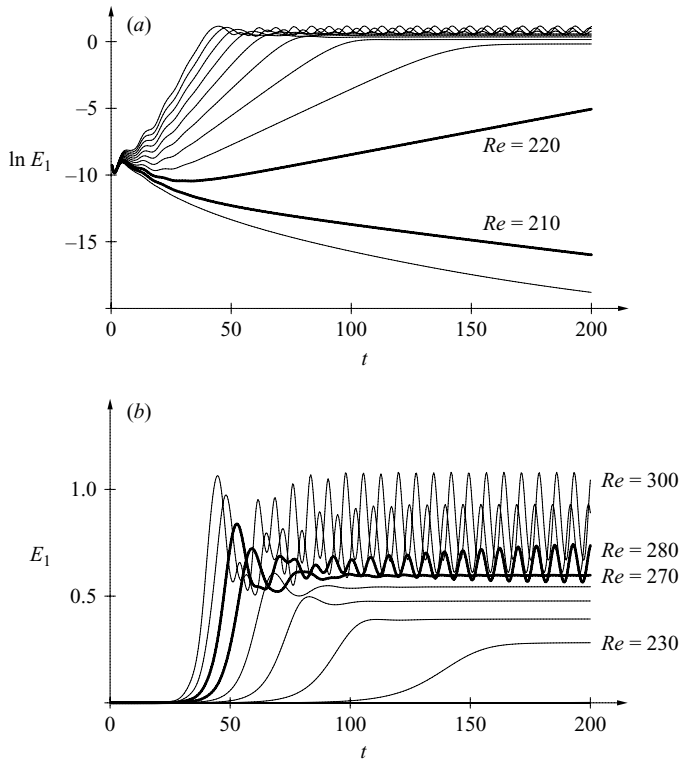 (a)
0
−5
ln E₁
−10
−15
Re = 220
Re = 210
0
50
100
150
200
t
(b)
1.0
E₁
0.5
Re = 300
Re = 280
Re = 270
Re = 230
0
50
100
150
200
t